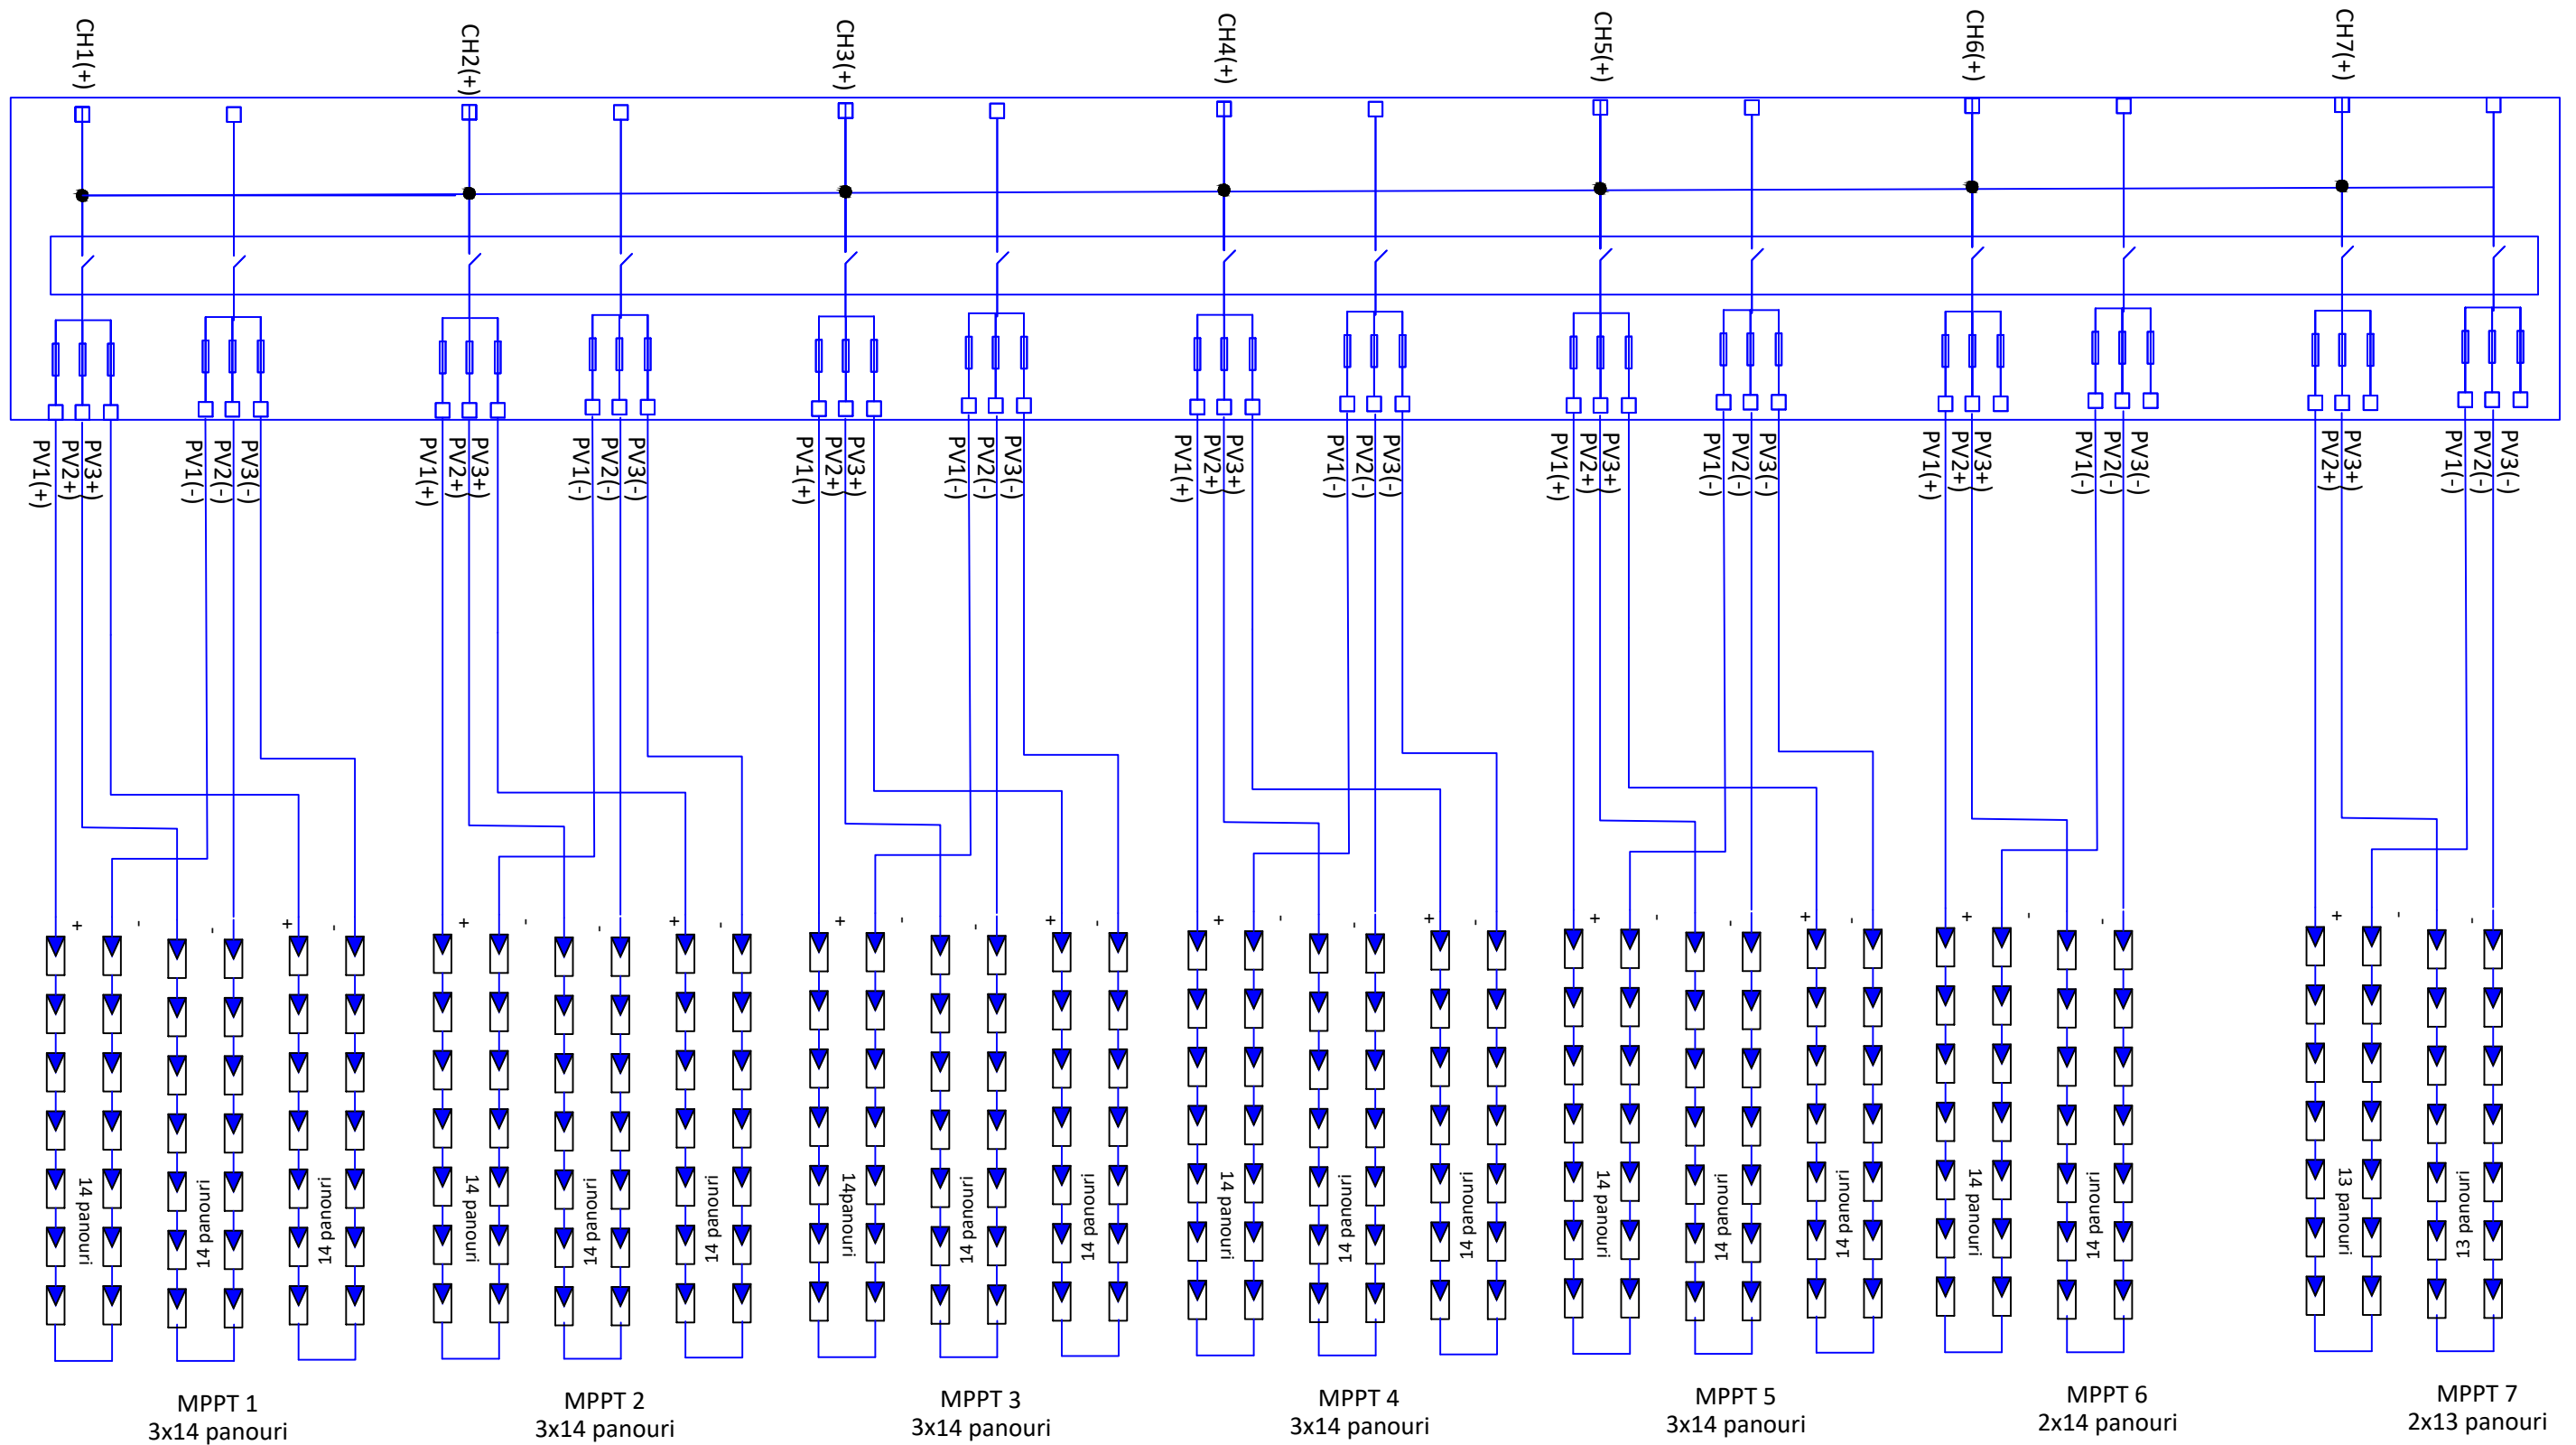 CH1(+)
CH2(+)
CH3(+)
CH4(+)
CH5(+)
CH6(+)
CH7(+)
PV1(+)
PV2+)
PV3+)
PV1(-)
PV2(-)
PV3(-)
PV1(+)
PV2+)
PV3+)
PV1(-)
PV2(-)
PV3(-)
PV1(+)
PV2+)
PV3+)
PV1(-)
PV2(-)
PV3(-)
PV1(+)
PV2+)
PV3+)
PV1(-)
PV2(-)
PV3(-)
PV1(+)
PV2+)
PV3+)
PV1(-)
PV2(-)
PV3(-)
PV1(+)
PV2+)
PV3+)
PV1(-)
PV2(-)
PV3(-)
PV2+)
PV3+)
PV1(-)
PV2(-)
PV3(-)
+ - - + -
+ - - + -
+ - - + -
+ - - + -
+ - - + -
+ - -
+ - -
14 panouri
14 panouri
14 panouri
14 panouri
14 panouri
14 panouri
14panouri
14 panouri
14 panouri
14 panouri
14 panouri
14 panouri
14 panouri
14 panouri
14 panouri
14 panouri
14 panouri
13 panouri
13 panouri
MPPT 1
3x14 panouri
MPPT 2
3x14 panouri
MPPT 3
3x14 panouri
MPPT 4
3x14 panouri
MPPT 5
3x14 panouri
MPPT 6
2x14 panouri
MPPT 7
2x13 panouri